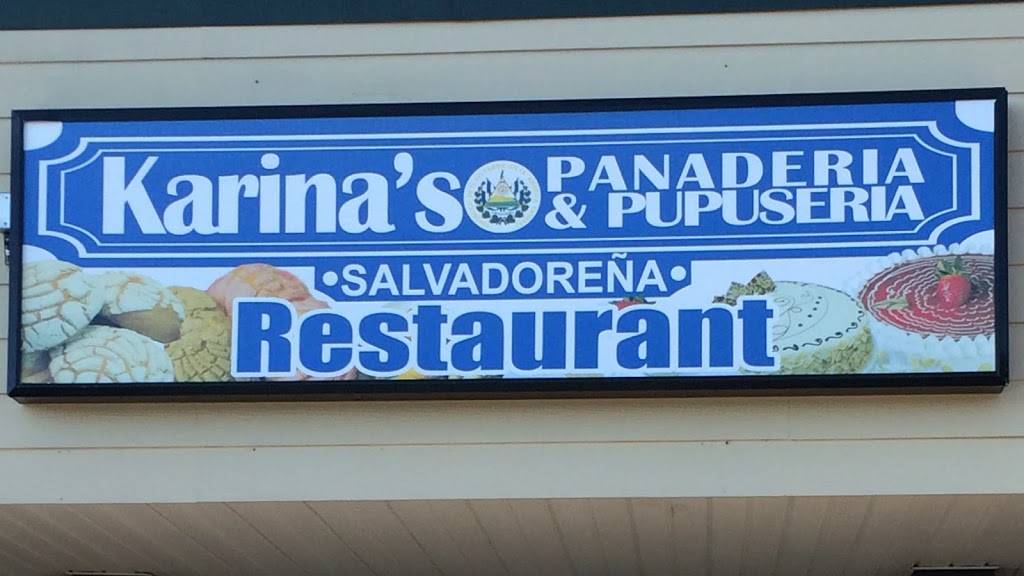 Karina's
PANADERIA
& PUPUSERIA
•SALVADOREÑA•
Restaurant